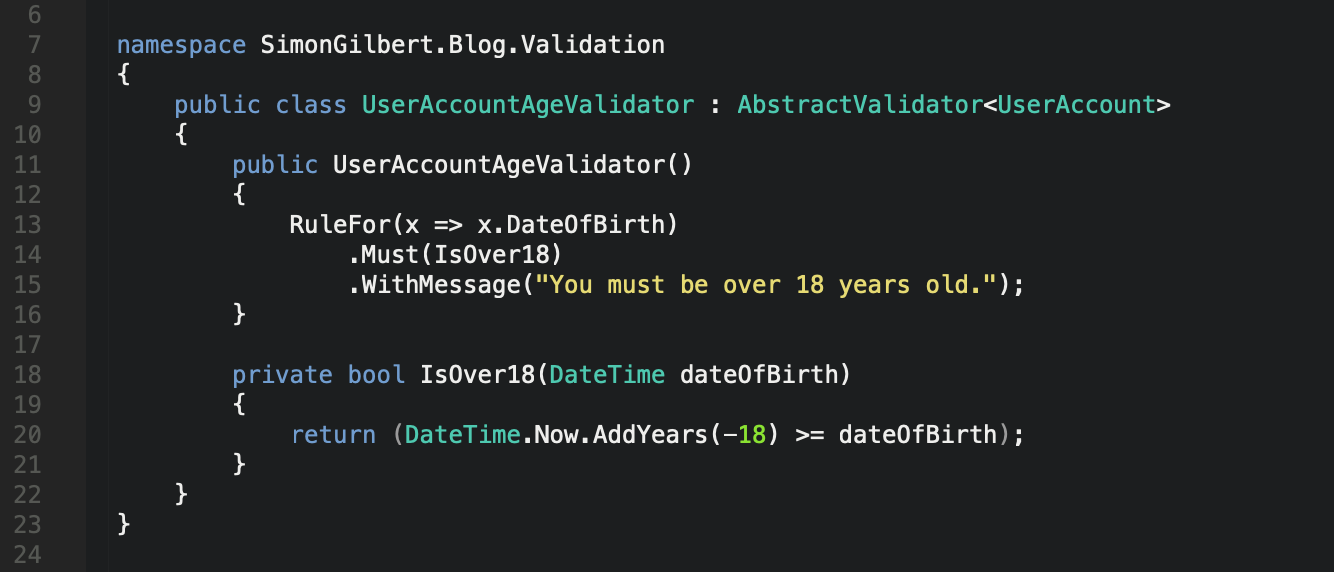 6
7 namespace SimonGilbert.Blog.Validation
8 {
9     public class UserAccountAgeValidator : AbstractValidator<UserAccount>
10     {
11         public UserAccountAgeValidator()
12         {
13             RuleFor(x => x.DateOfBirth)
14                 .Must(IsOver18)
15                 .WithMessage("You must be over 18 years old.");
16         }
17
18         private bool IsOver18(DateTime dateOfBirth)
19         {
20             return (DateTime.Now.AddYears(-18) >= dateOfBirth);
21         }
22     }
23 }
24